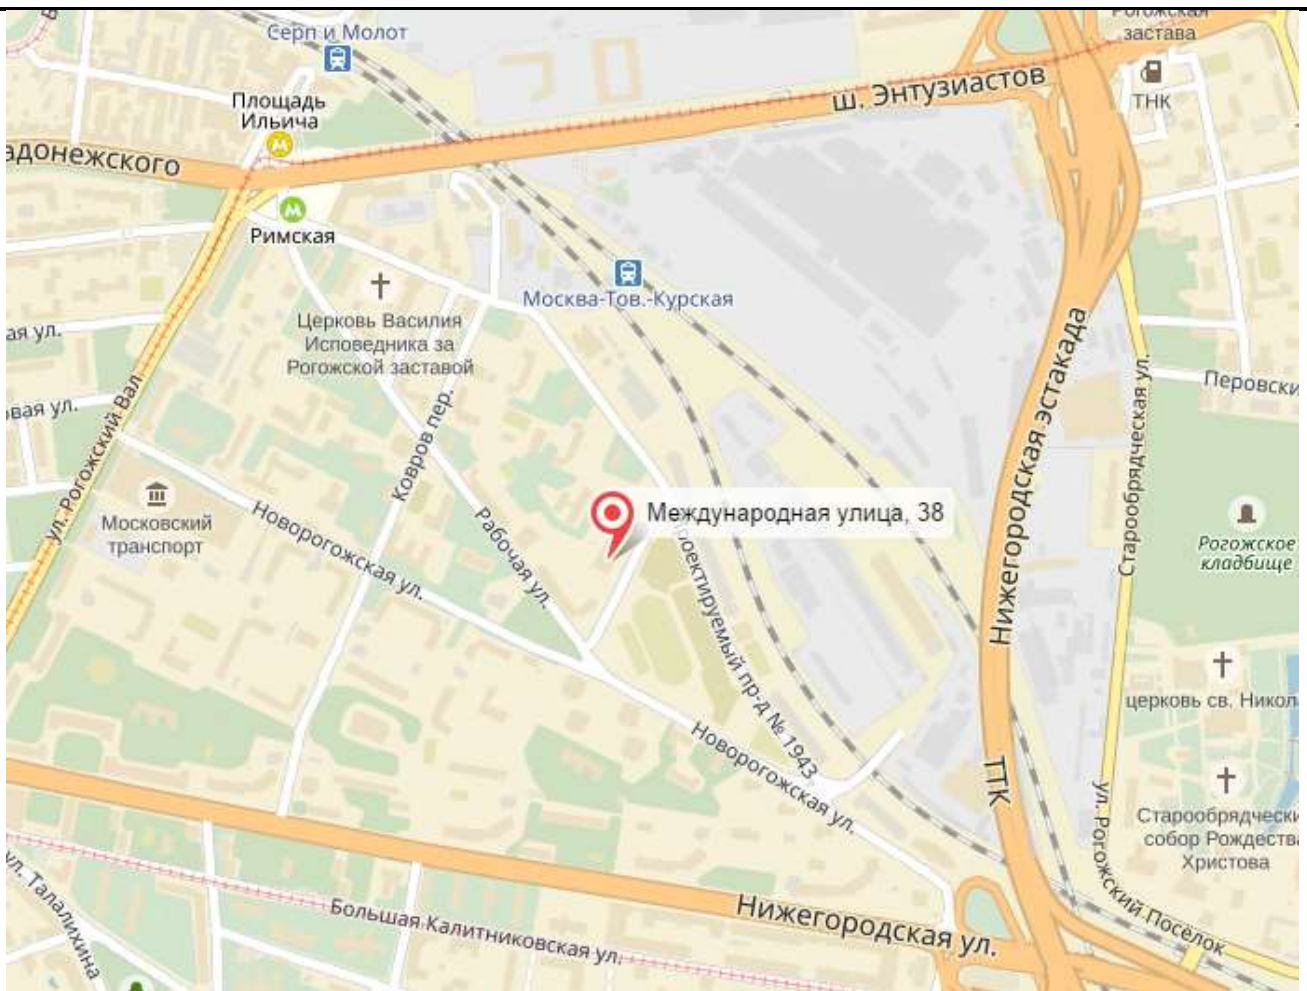 Рогожская
застава
Серп и Молот
ш. Энтузиастов
ТНК
Площадь
Ильича
адонежского
Римская
Москва-Тов.-Курская
Церковь Василия
Исповедника за
Рогожской заставой
ая ул.
Нижегородская эстакада
Старообрядческая ул.
Перовски
овая ул.
ул. Рогожский Вал
Ковров пер.
Московский
транспорт
Новорогожская ул.
Рабочая ул.
Международная улица, 38
роектируемый пр-д № 1943
Рогожское
кладбище
церковь св. Никол
Новорогожская ул.
ТТК
ул. Рогожский Посёлок
Старообрядчески
собор Рождества
Христова
ул. Талалихина
Большая Калитниковская ул.
Нижегородская ул.